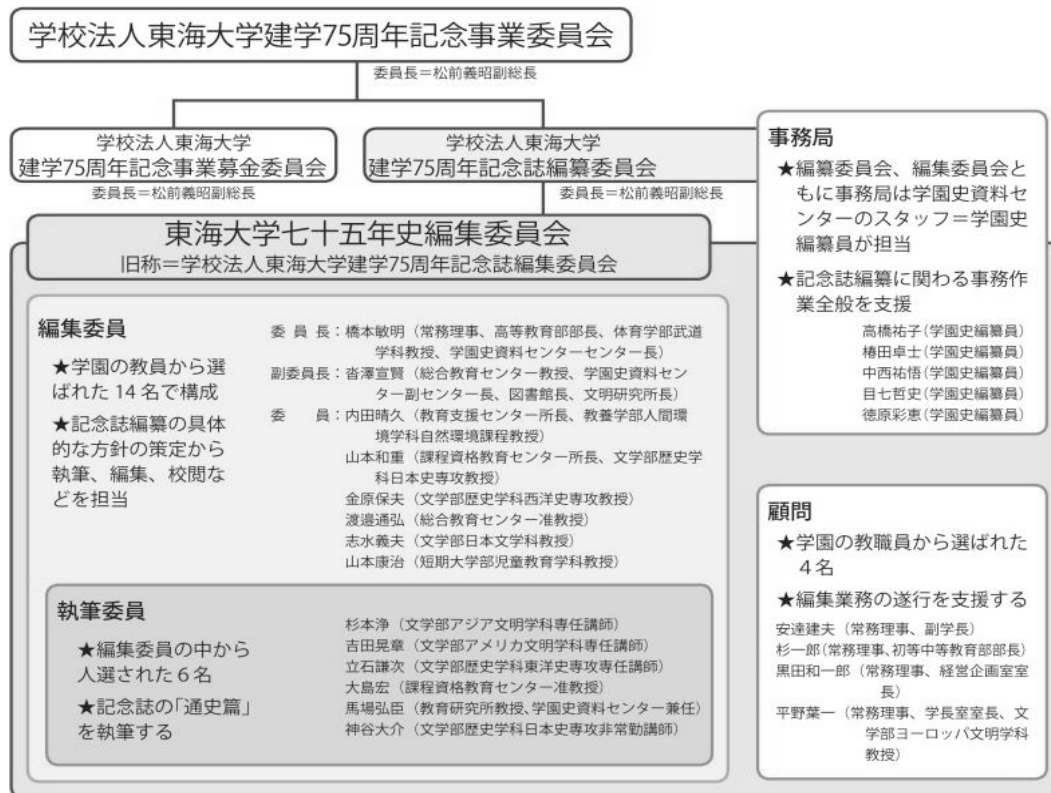 学校法人東海大学建学75周年記念事業委員会
委員長＝松前義昭副総長
学校法人東海大学
建学75周年記念事業募金委員会
委員長＝松前義昭副総長
学校法人東海大学
建学75周年記念誌編纂委員会
委員長＝松前義昭副総長
東海大学七十五年史編集委員会
旧称＝学校法人東海大学建学75周年記念誌編集委員会
編集委員
★学園の教員から選
ばれた14名で構成
★記念誌編纂の具体
的な方針の策定から
執筆、編集、校閲な
どを担当
委員長：橋本敏明（常務理事、高等教育部部長、体育学部武道
学科教授、学園史資料センターセンター長）
副委員長：沓澤宣賢（総合教育センター教授、学園史資料セン
ター副センター長、図書館長、文明研究所長）
委員：内田晴久（教育支援センター所長、教養学部人間環
境学科自然環境課程教授）
山本和重（課程資格教育センター所長、文学部歴史学
科日本史専攻教授）
金原保夫（文学部歴史学科西洋史専攻教授）
渡邉通弘（総合教育センター准教授）
志水義夫（文学部日本文学科教授）
山本康治（短期大学部児童教育学科教授）
執筆委員
★編集委員の中から
人選された６名
★記念誌の「通史篇」
を執筆する
杉本浄（文学部アジア文明学科専任講師）
吉田晃章（文学部アメリカ文明学科専任講師）
立石謙次（文学部歴史学科東洋史専攻専任講師）
大島宏（課程資格教育センター准教授）
馬場弘臣（教育研究所教授、学園史資料センター兼任）
神谷大介（文学部歴史学科日本史専攻非常勤講師）
事務局
★編纂委員会、編集委員会と
もに事務局は学園史資料セ
ンターのスタッフ＝学園史
編纂員が担当
★記念誌編纂に関わる事務作
業全般を支援
高橋祐子（学園史編纂員）
椿田卓士（学園史編纂員）
中西祐悟（学園史編纂員）
目七哲史（学園史編纂員）
徳原彩恵（学園史編纂員）
顧問
★学園の教職員から選ばれた
４名
★編集業務の遂行を支援する
安達建夫（常務理事、副学長）
杉一郎（常務理事、初等中等教育部部長）
黒田和一郎（常務理事、経営企画室室
長）
平野葉一（常務理事、学長室室長、文
学部ヨーロッパ文明学科
教授）